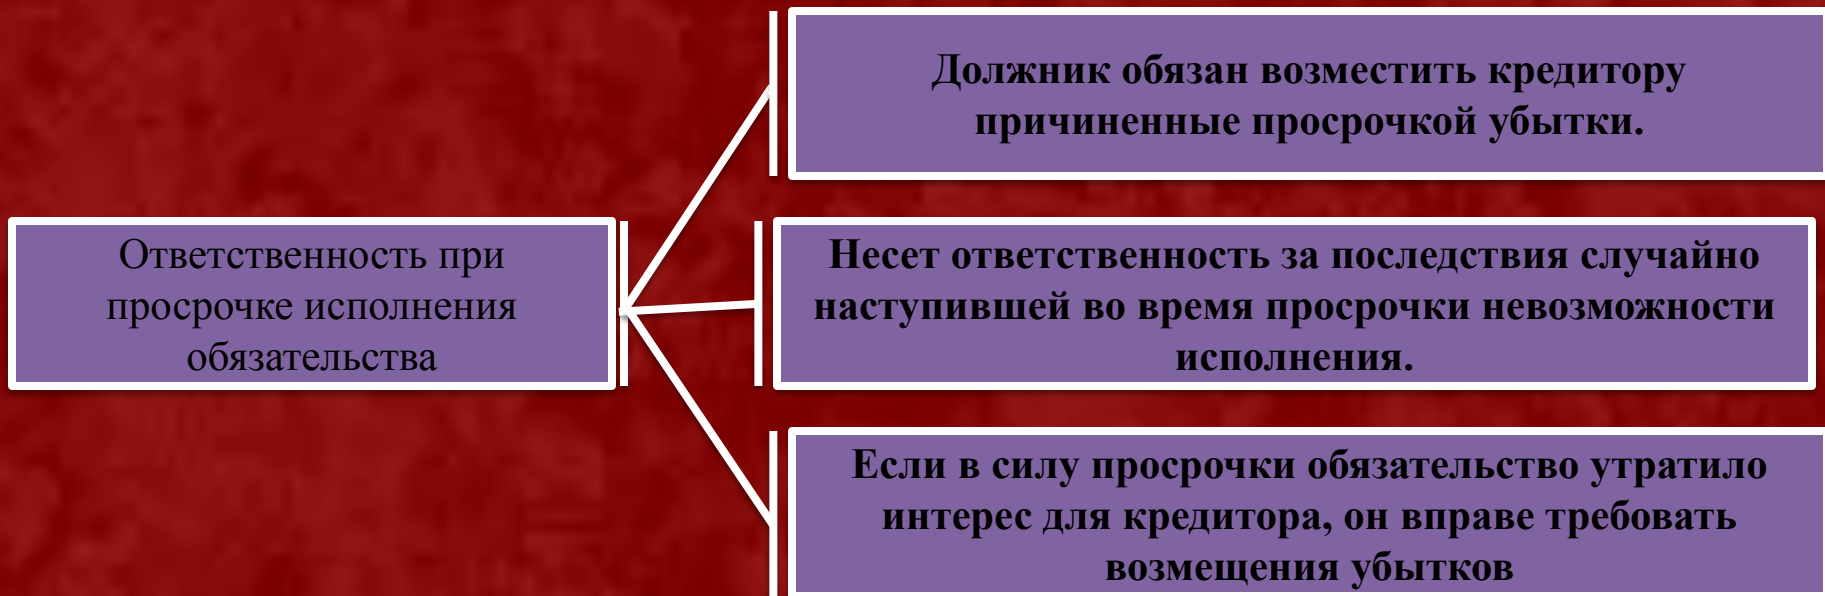 Должник обязан возместить кредитору
причиненные просрочкой убытки.
Ответственность при
просрочке исполнения
обязательства
Несет ответственность за последствия случайно
наступившей во время просрочки невозможности
исполнения.
Если в силу просрочки обязательство утратило
интерес для кредитора, он вправе требовать
возмещения убытков